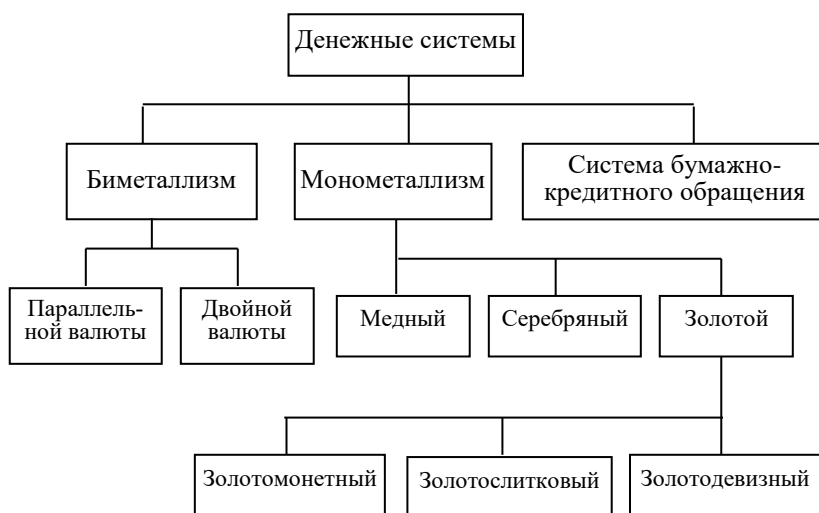 Денежные системы
Биметаллизм
Монометаллизм
Система бумажно-
кредитного обращения
Параллель-
ной валюты
Двойной
валюты
Медный
Серебряный
Золотой
Золотомонетный
Золотослитковый
Золотодевизный